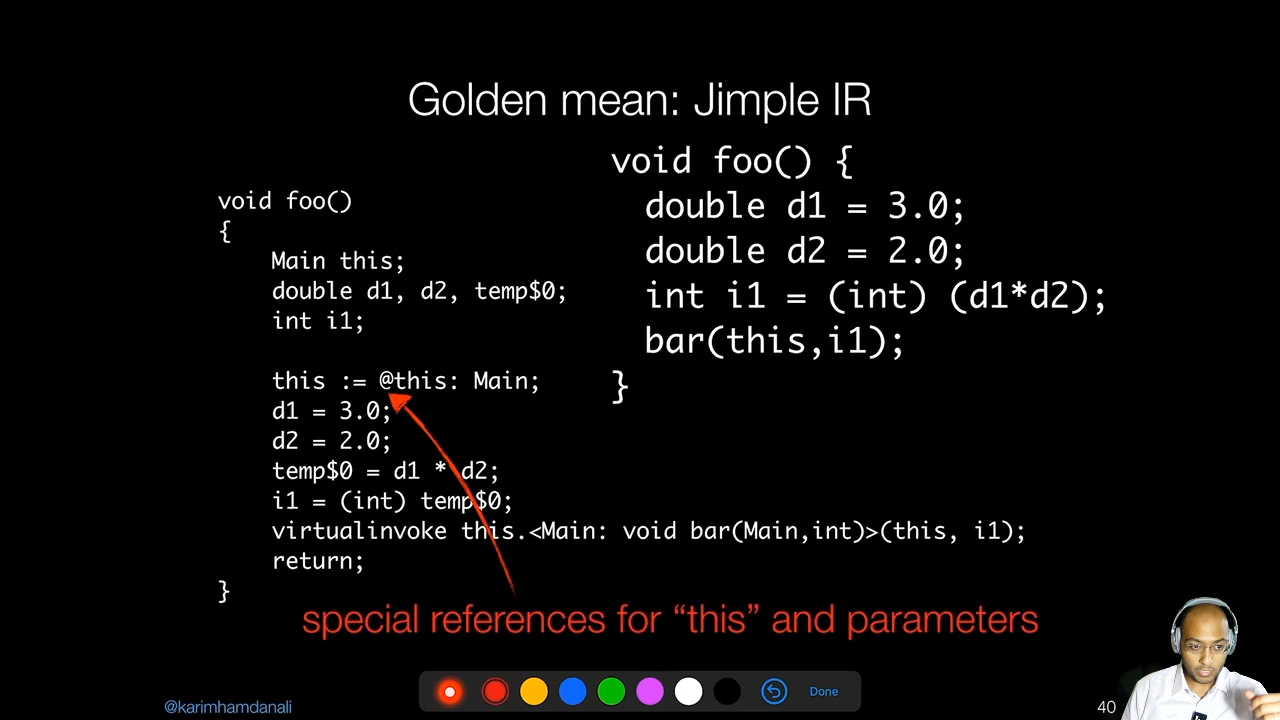 Golden mean: Jimple IR
void foo()
{
Main this;
double d1, d2, temp$0;
int i1;
this := @this: Main;
d1 = 3.0;
d2 = 2.0;
temp$0 = d1 * d2;
i1 = (int) temp$0;
virtualinvoke this.<Main: void bar(Main,int)>(this, i1);
return;
}
void foo() {
double d1 = 3.0;
double d2 = 2.0;
int i1 = (int) (d1*d2);
bar(this,i1);
}
special references for “this” and parameters
Done
@karimhamdanali
40